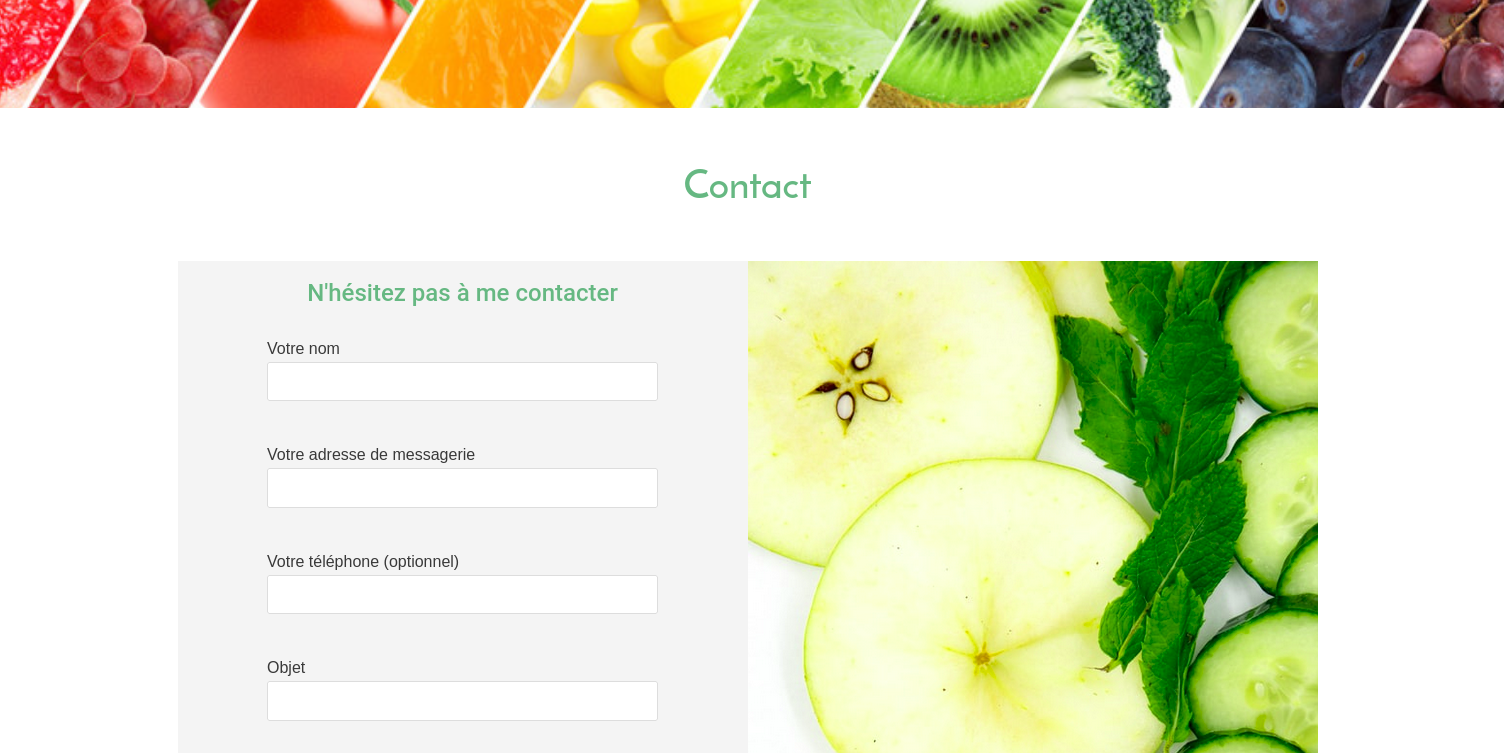 Contact
N'hésitez pas à me contacter
Votre nom
Votre adresse de messagerie
Votre téléphone (optionnel)
Objet